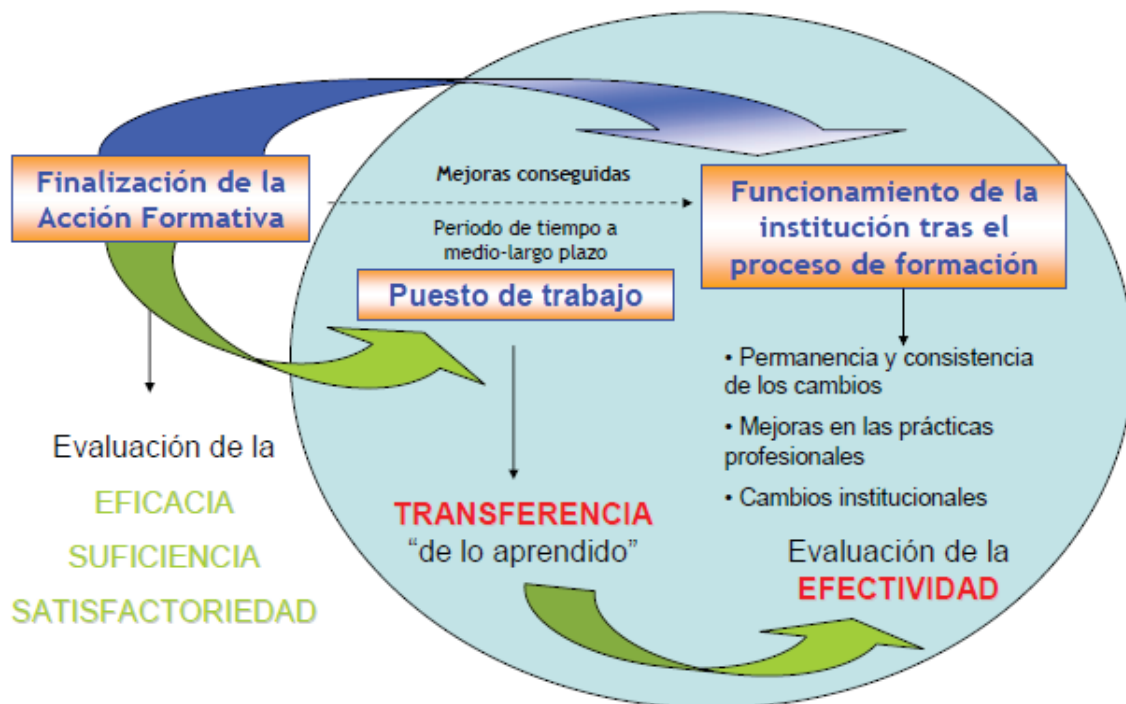 Finalización de la
Acción Formativa
Mejoras conseguidas
Periodo de tiempo a
medio-largo plazo
Puesto de trabajo
Funcionamiento de la
institución tras el
proceso de formación
• Permanencia y consistencia
de los cambios
• Mejoras en las prácticas
profesionales
• Cambios institucionales
Evaluación de la
EFICACIA
SUFICIENCIA
SATISFACTORIEDAD
TRANSFERENCIA
“de lo aprendido”
Evaluación de la
EFECTIVIDAD